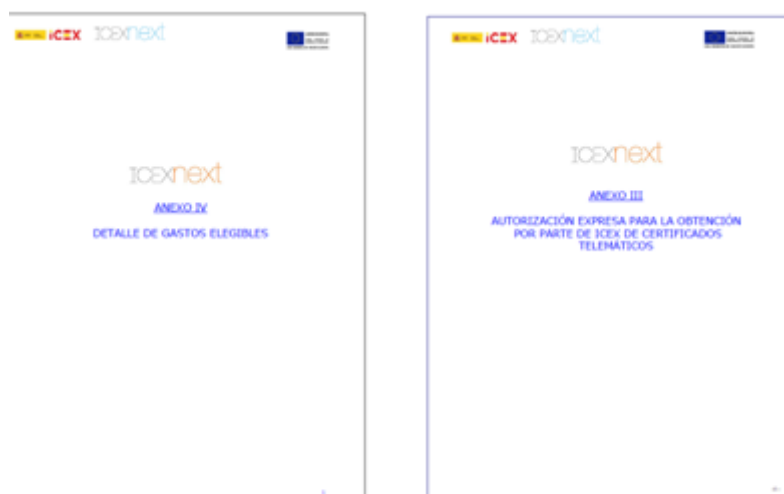 ICEX ICEXnext
ICEXnext
ANEXO IV
DETALLE DE GASTOS ELEGIBLES
ICEX ICEXnext
ICEXnext
ANEXO III
AUTORIZACIÓN EXPRESA PARA LA OBTENCIÓN
POR PARTE DE ICEX DE CERTIFICADOS
TELEMÁTICOS